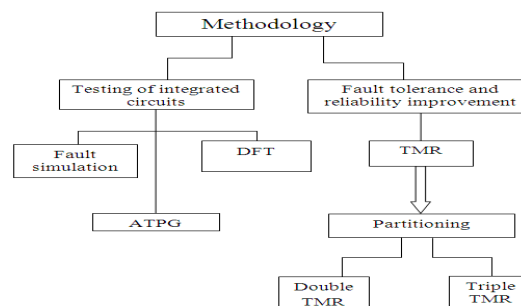 Methodology
Testing of integrated
circuits
Fault tolerance and
reliability improvement
Fault
simulation
DFT
TMR
ATPG
Partitioning
Double
TMR
Triple
TMR